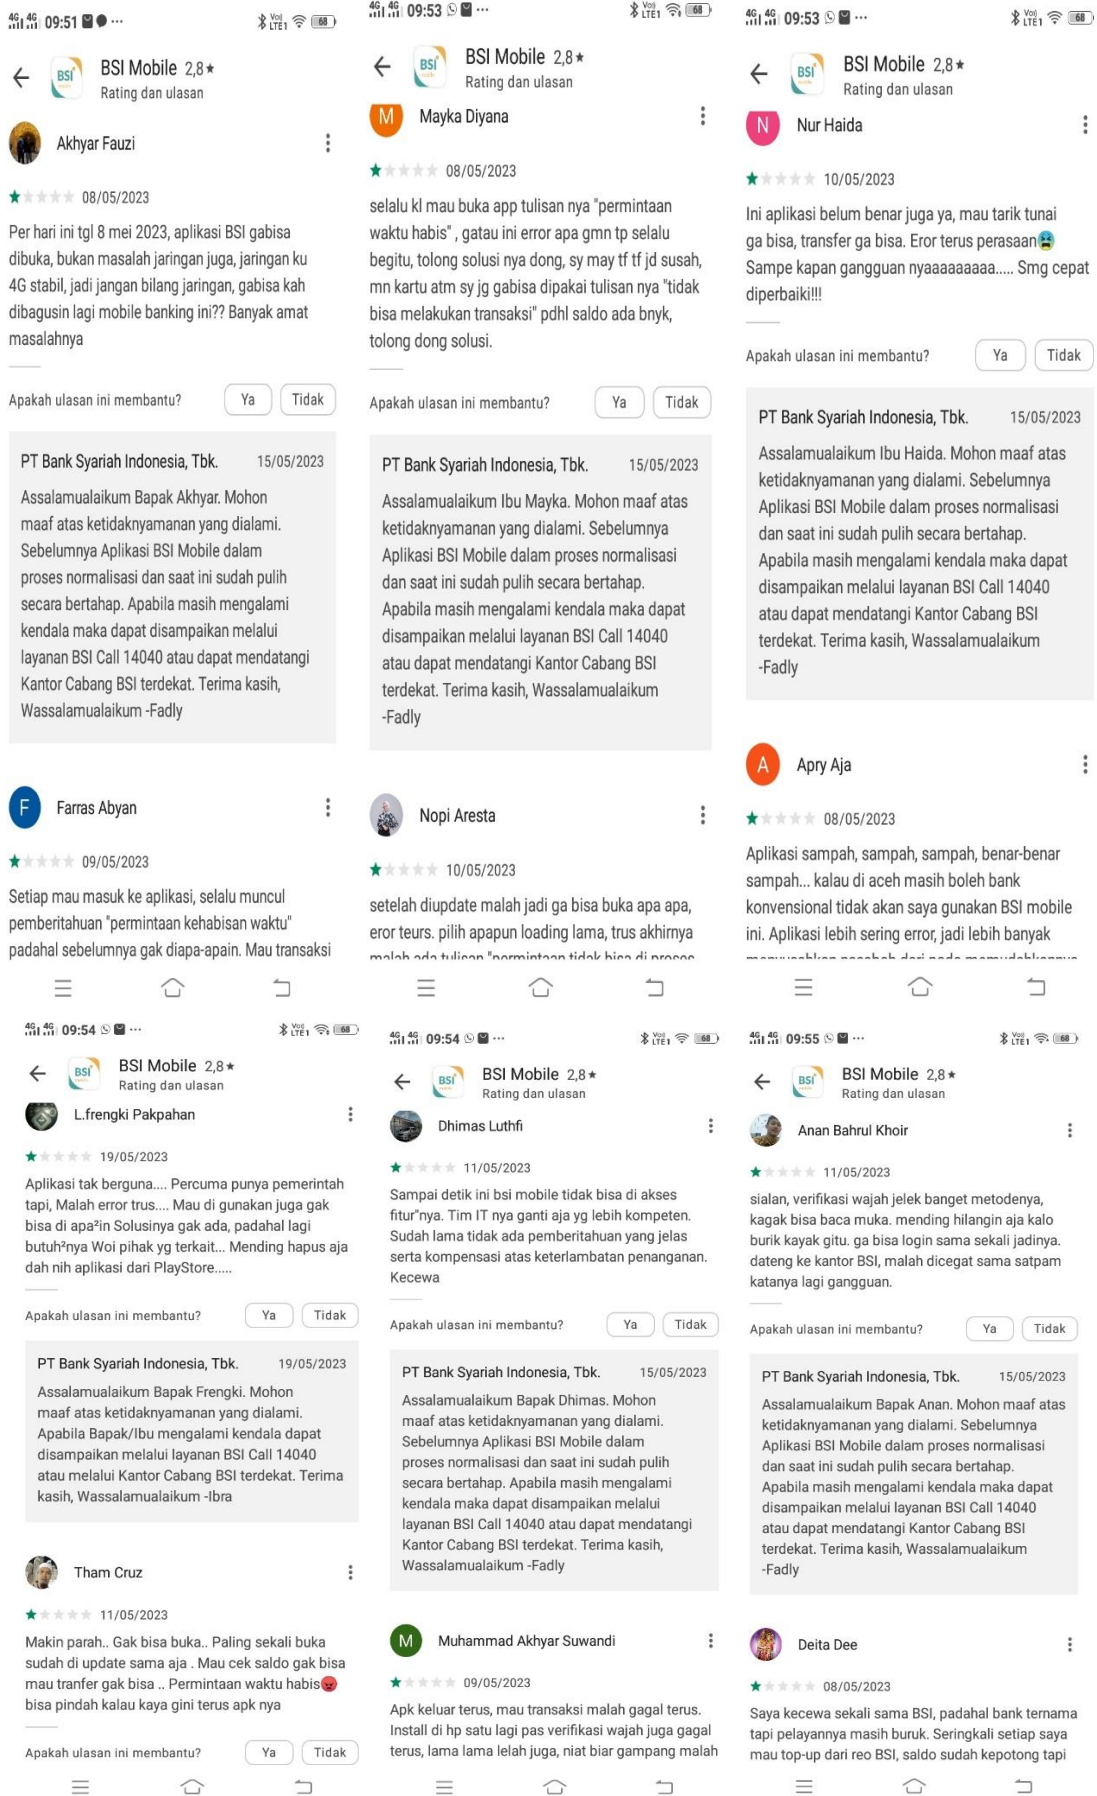 09:51 ...
VoJ LTE1 68
BSI Mobile 2,8★
Rating dan ulasan
Akhyar Fauzi
08/05/2023
Per hari ini tgl 8 mei 2023, aplikasi BSI gabisa
dibuka, bukan masalah jaringan juga, jaringan ku
4G stabil, jadi jangan bilang jaringan, gabisa kah
dibagusin lagi mobile banking ini?? Banyak amat
masalahnya
Apakah ulasan ini membantu? Ya Tidak
PT Bank Syariah Indonesia, Tbk. 15/05/2023
Assalamualaikum Bapak Akhyar. Mohon
maaf atas ketidaknyamanan yang dialami.
Sebelumnya Aplikasi BSI Mobile dalam
proses normalisasi dan saat ini sudah pulih
secara bertahap. Apabila masih mengalami
kendala maka dapat disampaikan melalui
layanan BSI Call 14040 atau dapat mendatangi
Kantor Cabang BSI terdekat. Terima kasih,
Wassalamualaikum -Fadly
F Farras Abyan
09/05/2023
Setiap mau masuk ke aplikasi, selalu muncul
pemberitahuan "permintaan kehabisan waktu"
padahal sebelumnya gak diapa-apain. Mau transaksi
09:53 ...
BSI Mobile 2,8★
Rating dan ulasan
M Mayka Diyana
08/05/2023
selalu kl mau buka app tulisan nya "permintaan
waktu habis" , gatau ini error apa gmn tp selalu
begitu, tolong solusi nya dong, sy may tf tf jd susah,
mn kartu atm sy jg gabisa dipakai tulisan nya "tidak
bisa melakukan transaksi" pdhl saldo ada bnyk,
tolong dong solusi.
Apakah ulasan ini membantu? Ya Tidak
PT Bank Syariah Indonesia, Tbk. 15/05/2023
Assalamualaikum Ibu Mayka. Mohon maaf atas
ketidaknyamanan yang dialami. Sebelumnya
Aplikasi BSI Mobile dalam proses normalisasi
dan saat ini sudah pulih secara bertahap.
Apabila masih mengalami kendala maka dapat
disampaikan melalui layanan BSI Call 14040
atau dapat mendatangi Kantor Cabang BSI
terdekat. Terima kasih, Wassalamualaikum
-Fadly
Nopi Aresta
10/05/2023
setelah diupdate malah jadi ga bisa buka apa apa,
eror teurs. pilih apapun loading lama, trus akhirnya
malah ada tulisan "permintaan tidak bisa di proses
09:53 ...
BSI Mobile 2,8★
Rating dan ulasan
N Nur Haida
10/05/2023
Ini aplikasi belum benar juga ya, mau tarik tunai
ga bisa, transfer ga bisa. Eror terus perasaan😫
Sampe kapan gangguan nyaaaaaaaaa..... Smg cepat
diperbaiki!!!
Apakah ulasan ini membantu? Ya Tidak
PT Bank Syariah Indonesia, Tbk. 15/05/2023
Assalamualaikum Ibu Haida. Mohon maaf atas
ketidaknyamanan yang dialami. Sebelumnya
Aplikasi BSI Mobile dalam proses normalisasi
dan saat ini sudah pulih secara bertahap.
Apabila masih mengalami kendala maka dapat
disampaikan melalui layanan BSI Call 14040
atau dapat mendatangi Kantor Cabang BSI
terdekat. Terima kasih, Wassalamualaikum
-Fadly
A Apry Aja
08/05/2023
Aplikasi sampah, sampah, sampah, benar-benar
sampah... kalau di aceh masih boleh bank
konvensional tidak akan saya gunakan BSI mobile
ini. Aplikasi lebih sering error, jadi lebih banyak
menyusahkan nasabah dari pada memudahkannya
09:54 ...
BSI Mobile 2,8★
Rating dan ulasan
L.frengki Pakpahan
19/05/2023
Aplikasi tak berguna.... Percuma punya pemerintah
tapi, Malah error trus.... Mau di gunakan juga gak
bisa di apa²in Solusinya gak ada, padahal lagi
butuh²nya Woi pihak yg terkait... Mending hapus aja
dah nih aplikasi dari PlayStore.....
Apakah ulasan ini membantu? Ya Tidak
PT Bank Syariah Indonesia, Tbk. 19/05/2023
Assalamualaikum Bapak Frengki. Mohon
maaf atas ketidaknyamanan yang dialami.
Apabila Bapak/Ibu mengalami kendala dapat
disampaikan melalui layanan BSI Call 14040
atau melalui Kantor Cabang BSI terdekat. Terima
kasih, Wassalamualaikum -Ibra
Tham Cruz
11/05/2023
Makin parah.. Gak bisa buka.. Paling sekali buka
sudah di update sama aja . Mau cek saldo gak bisa
mau tranfer gak bisa .. Permintaan waktu habis😡
bisa pindah kalau kaya gini terus apk nya
Apakah ulasan ini membantu? Ya Tidak
09:54 ...
BSI Mobile 2,8★
Rating dan ulasan
Dhimas Luthfi
11/05/2023
Sampai detik ini bsi mobile tidak bisa di akses
fitur"nya. Tim IT nya ganti aja yg lebih kompeten.
Sudah lama tidak ada pemberitahuan yang jelas
serta kompensasi atas keterlambatan penanganan.
Kecewa
Apakah ulasan ini membantu? Ya Tidak
PT Bank Syariah Indonesia, Tbk. 15/05/2023
Assalamualaikum Bapak Dhimas. Mohon
maaf atas ketidaknyamanan yang dialami.
Sebelumnya Aplikasi BSI Mobile dalam
proses normalisasi dan saat ini sudah pulih
secara bertahap. Apabila masih mengalami
kendala maka dapat disampaikan melalui
layanan BSI Call 14040 atau dapat mendatangi
Kantor Cabang BSI terdekat. Terima kasih,
Wassalamualaikum -Fadly
M Muhammad Akhyar Suwandi
09/05/2023
Apk keluar terus, mau transaksi malah gagal terus.
Install di hp satu lagi pas verifikasi wajah juga gagal
terus, lama lama lelah juga, niat biar gampang malah
09:55 ...
BSI Mobile 2,8★
Rating dan ulasan
Anan Bahrul Khoir
11/05/2023
sialan, verifikasi wajah jelek banget metodenya,
kagak bisa baca muka. mending hilangin aja kalo
burik kayak gitu. ga bisa login sama sekali jadinya.
dateng ke kantor BSI, malah dicegat sama satpam
katanya lagi gangguan.
Apakah ulasan ini membantu? Ya Tidak
PT Bank Syariah Indonesia, Tbk. 15/05/2023
Assalamualaikum Bapak Anan. Mohon maaf atas
ketidaknyamanan yang dialami. Sebelumnya
Aplikasi BSI Mobile dalam proses normalisasi
dan saat ini sudah pulih secara bertahap.
Apabila masih mengalami kendala maka dapat
disampaikan melalui layanan BSI Call 14040
atau dapat mendatangi Kantor Cabang BSI
terdekat. Terima kasih, Wassalamualaikum
-Fadly
Deita Dee
08/05/2023
Saya kecewa sekali sama BSI, padahal bank ternama
tapi pelayannya masih buruk. Seringkali setiap saya
mau top-up dari reo BSI, saldo sudah kepotong tapi